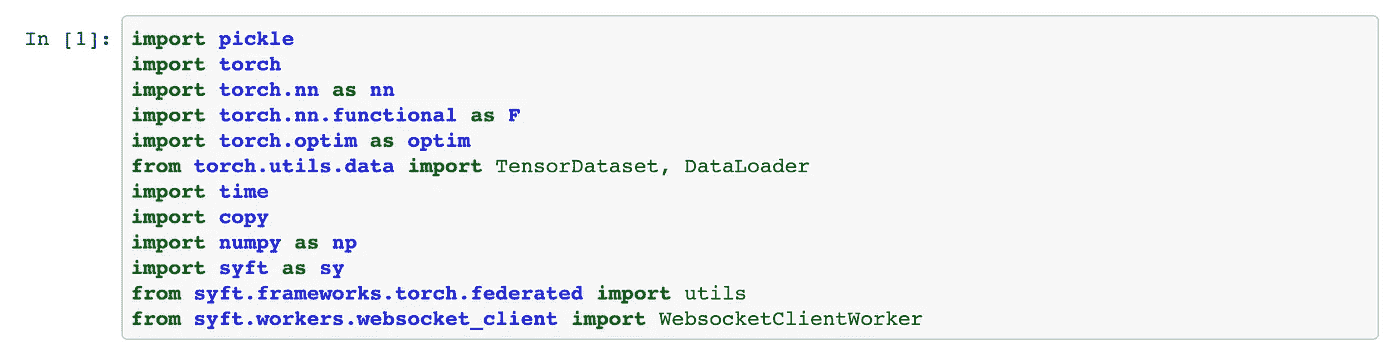 In [1]: import pickle
import torch
import torch.nn as nn
import torch.nn.functional as F
import torch.optim as optim
from torch.utils.data import TensorDataset, DataLoader
import time
import copy
import numpy as np
import syft as sy
from syft.frameworks.torch.federated import utils
from syft.workers.websocket_client import WebsocketClientWorker